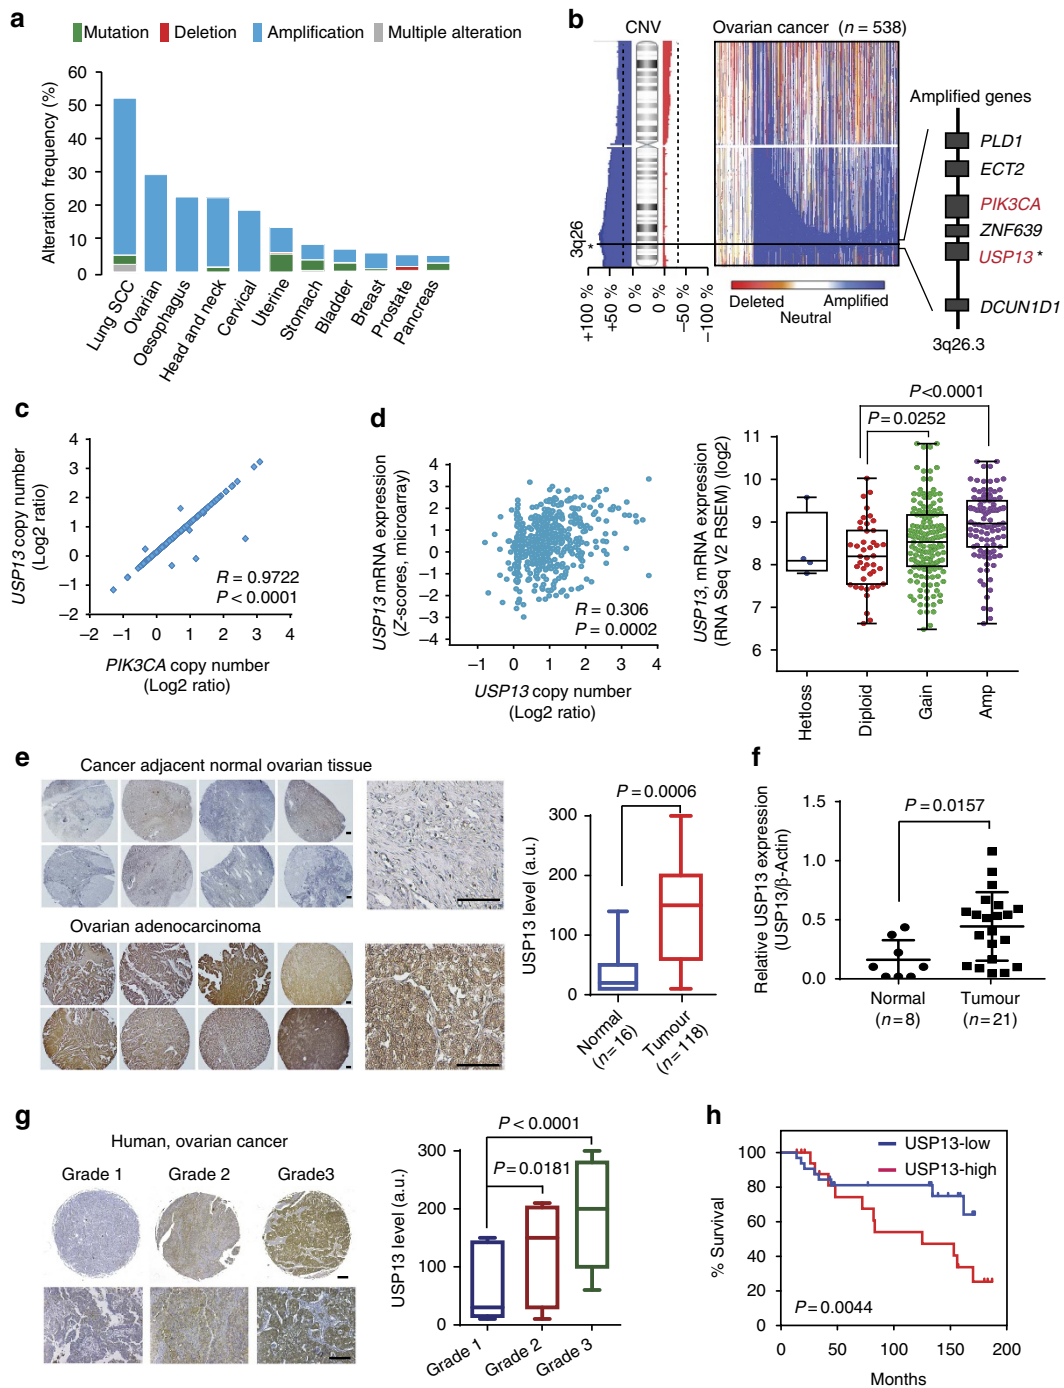 a
Mutation Deletion Amplification Multiple alteration
Alteration frequency (%)
60
50
40
30
20
10
0
Lung SCC
Ovarian
Oesophagus
Head and neck
Cervical
Uterine
Stomach
Bladder
Breast
Prostate
Pancreas
b
CNV
Ovarian cancer (n = 538)
3q26
*
+100 %
+50 %
0 %
0 %
−50 %
−100 %
Deleted
Neutral
Amplified
Amplified genes
PLD1
ECT2
PIK3CA
ZNF639
USP13 *
DCUN1D1
3q26.3
c
USP13 copy number
(Log2 ratio)
4
3
2
1
0
−1
−2
R = 0.9722
P < 0.0001
−2 −1 0 1 2 3 4
PIK3CA copy number
(Log2 ratio)
d
USP13 mRNA expression
(Z-scores, microarray)
4
3
2
1
0
−1
−2
−3
−4
R = 0.306
P = 0.0002
−1 0 1 2 3 4
USP13 copy number
(Log2 ratio)
USP13, mRNA expression
(RNA Seq V2 RSEM) (log2)
P<0.0001
P = 0.0252
11
10
9
8
7
6
Hetloss
Diploid
Gain
Amp
e
Cancer adjacent normal ovarian tissue
Ovarian adenocarcinoma
USP13 level (a.u.)
P = 0.0006
300
200
100
0
Normal
(n = 16)
Tumour
(n = 118)
f
Relative USP13 expression
(USP13/β-Actin)
P = 0.0157
1.5
1.0
0.5
0.0
Normal
(n = 8)
Tumour
(n = 21)
g
Human, ovarian cancer
Grade 1 Grade 2 Grade3
USP13 level (a.u.)
P < 0.0001
P = 0.0181
300
200
100
0
Grade 1
Grade 2
Grade 3
h
USP13-low
USP13-high
% Survival
100
80
60
40
20
0
P = 0.0044
0 50 100 150 200
Months